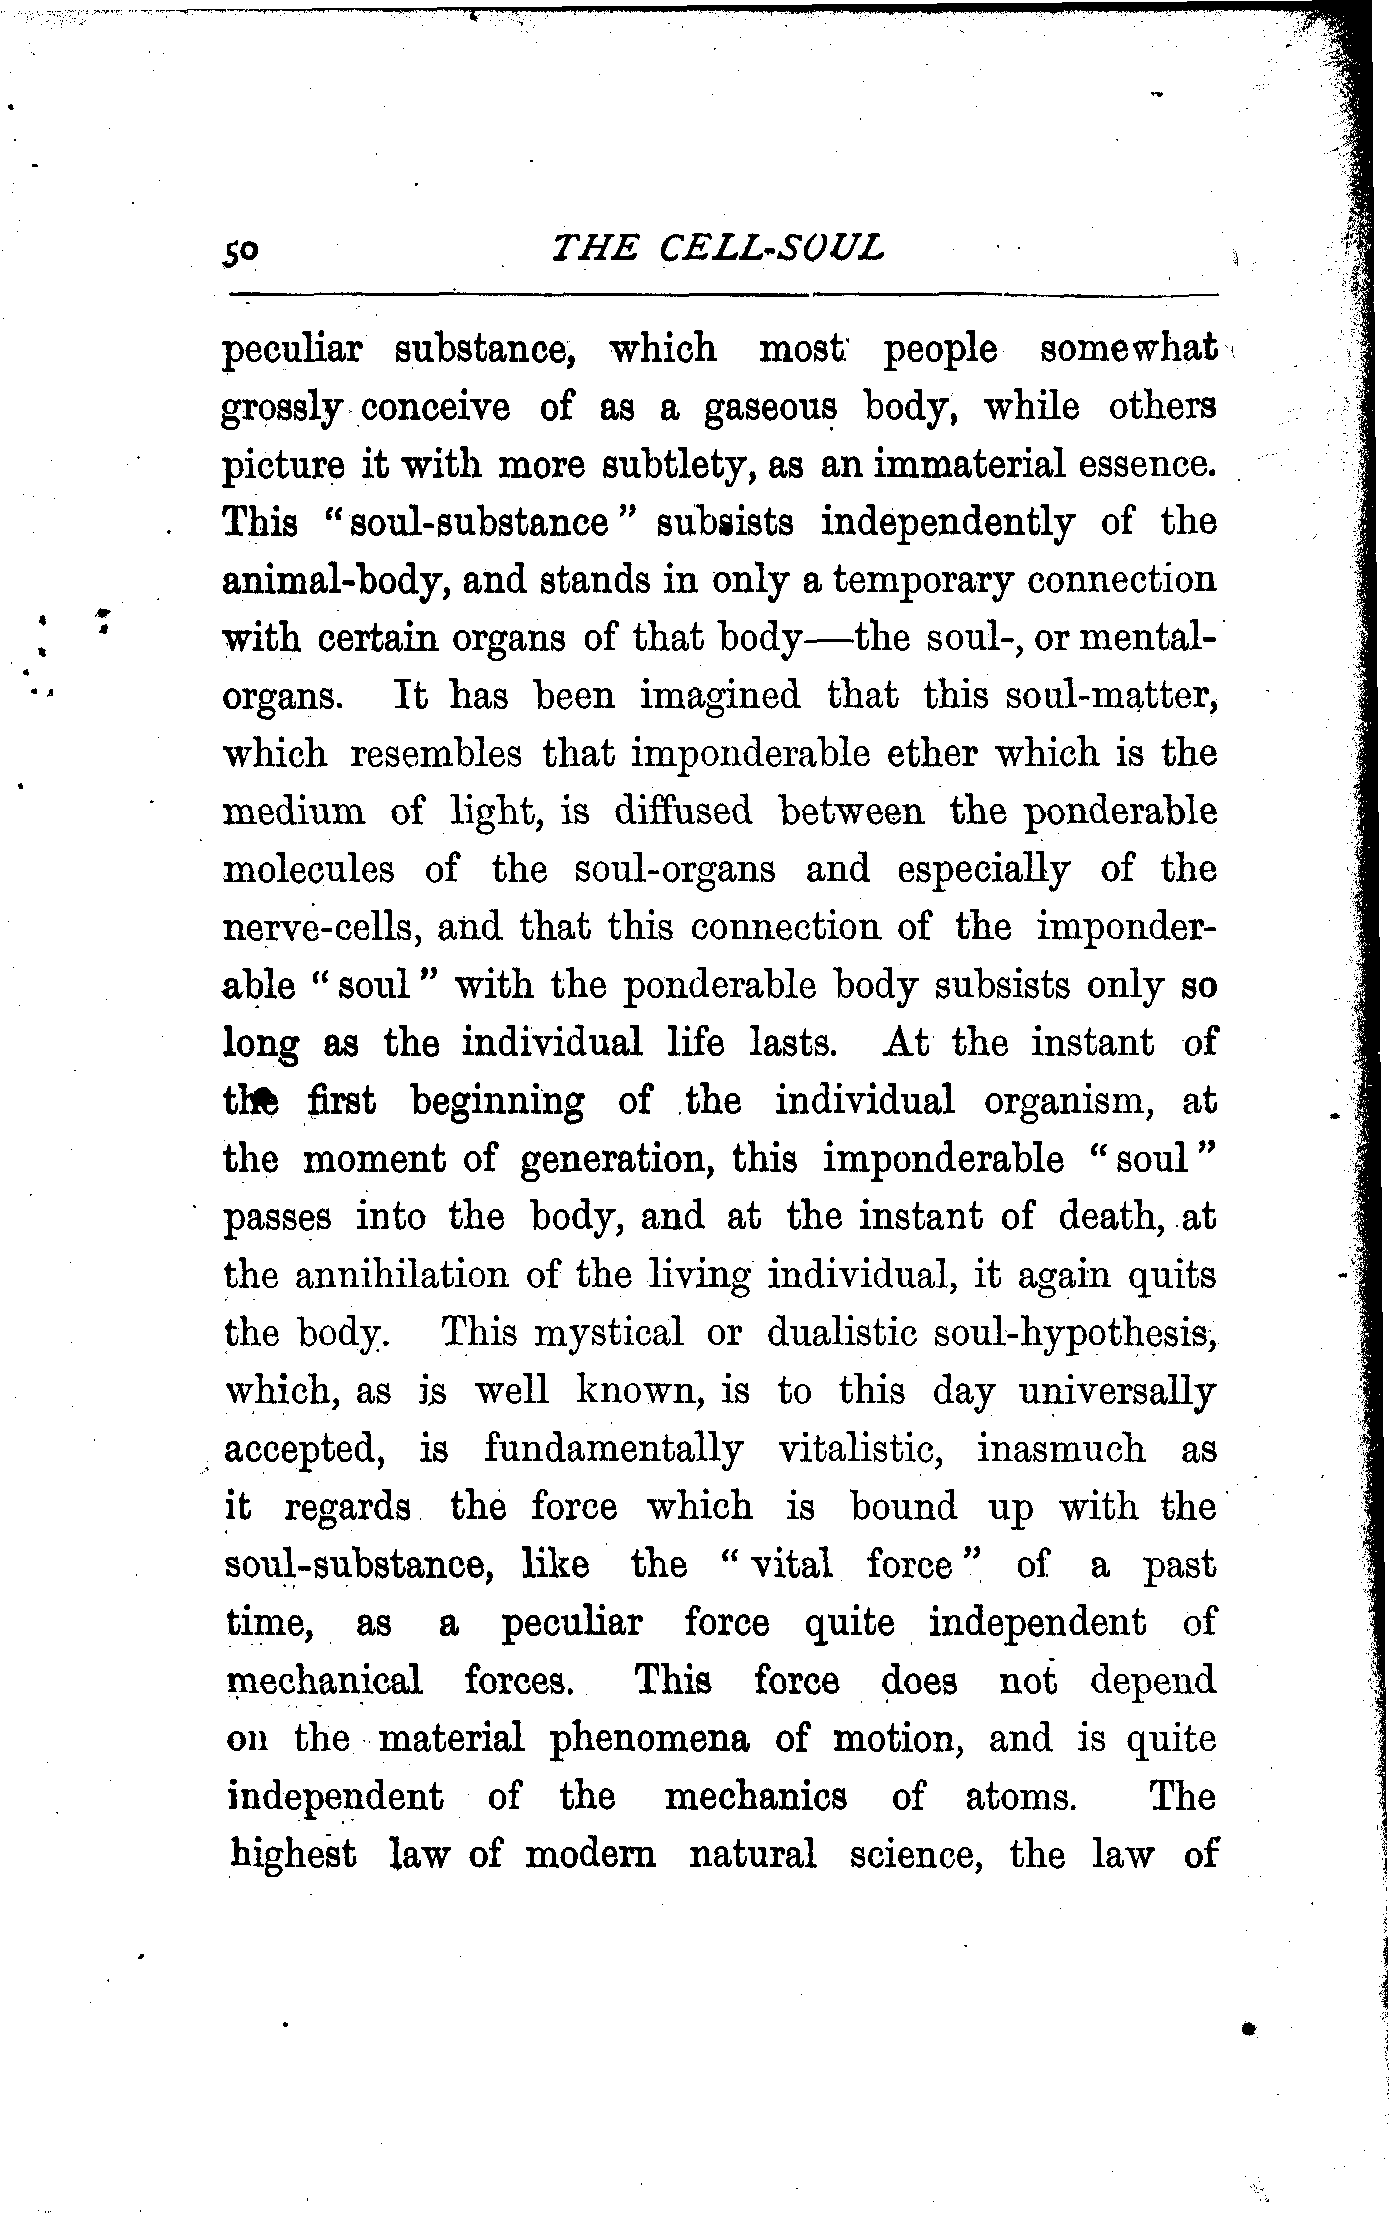 50 THE CELL-SOUL
peculiar substance, which most people somewhat
grossly conceive of as a gaseous body, while others
picture it with more subtlety, as an immaterial essence.
This “soul-substance” subsists independently of the
animal-body, and stands in only a temporary connection
with certain organs of that body—the soul-, or mental-
organs. It has been imagined that this soul-matter,
which resembles that imponderable ether which is the
medium of light, is diffused between the ponderable
molecules of the soul-organs and especially of the
nerve-cells, and that this connection of the imponder-
able “soul” with the ponderable body subsists only so
long as the individual life lasts. At the instant of
the first beginning of the individual organism, at
the moment of generation, this imponderable “soul”
passes into the body, and at the instant of death, at
the annihilation of the living individual, it again quits
the body. This mystical or dualistic soul-hypothesis,
which, as is well known, is to this day universally
accepted, is fundamentally vitalistic, inasmuch as
it regards the force which is bound up with the
soul-substance, like the “vital force” of a past
time, as a peculiar force quite independent of
mechanical forces. This force does not depend
on the material phenomena of motion, and is quite
independent of the mechanics of atoms. The
highest law of modern natural science, the law of